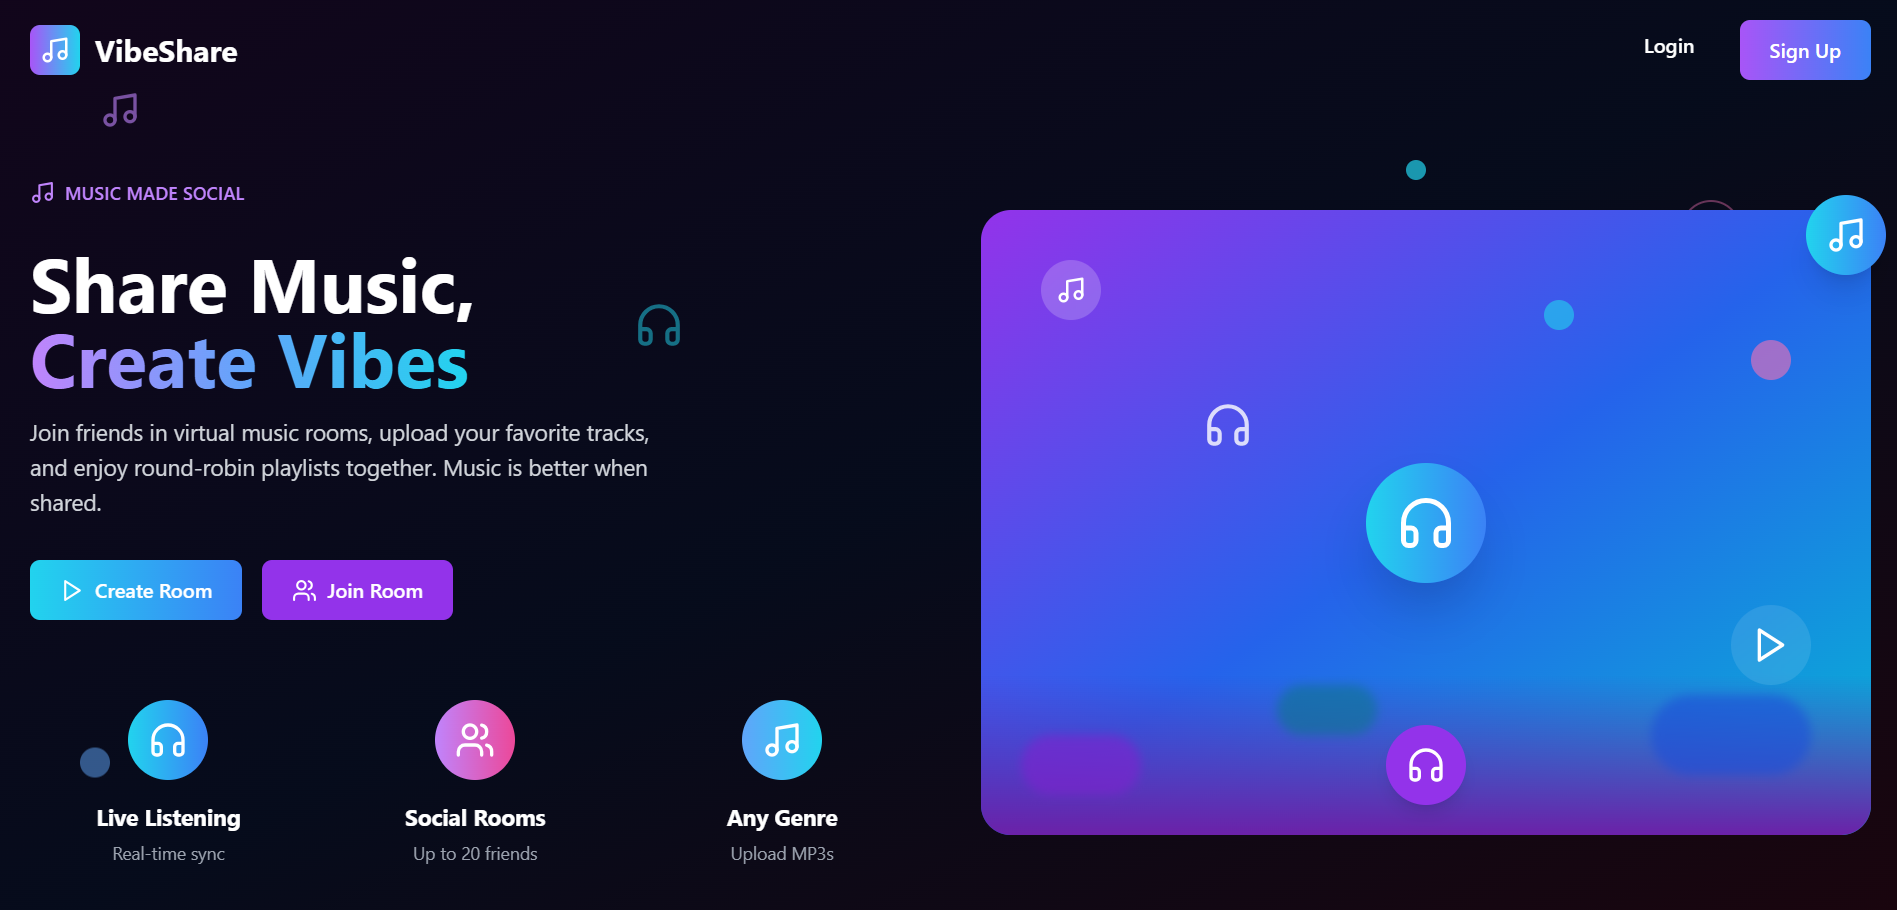 VibeShare
Login
Sign Up
MUSIC MADE SOCIAL
Share Music,
Create Vibes
Join friends in virtual music rooms, upload your favorite tracks,
and enjoy round-robin playlists together. Music is better when
shared.
Create Room
Join Room
Live Listening
Real-time sync
Social Rooms
Up to 20 friends
Any Genre
Upload MP3s